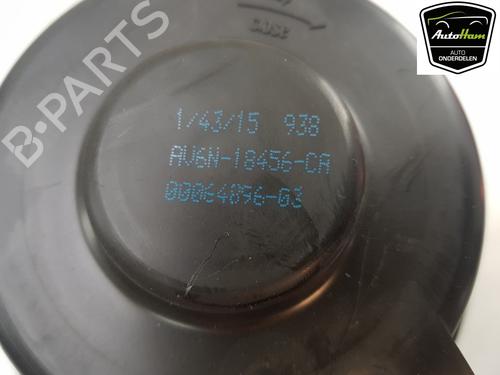 AutoHam
AUTO
ONDERDELEN
B-PARTS
1/43/15 938
AV6N-18456-CA
00064896-03